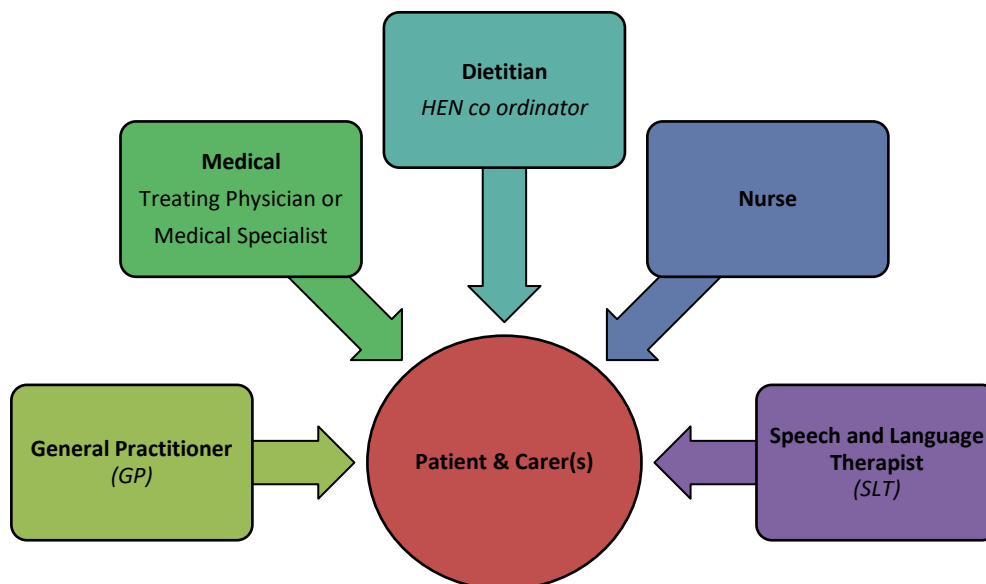 Dietitian
HEN co ordinator
Medical
Treating Physician or
Medical Specialist
Nurse
General Practitioner
(GP)
Patient & Carer(s)
Speech and Language
Therapist
(SLT)